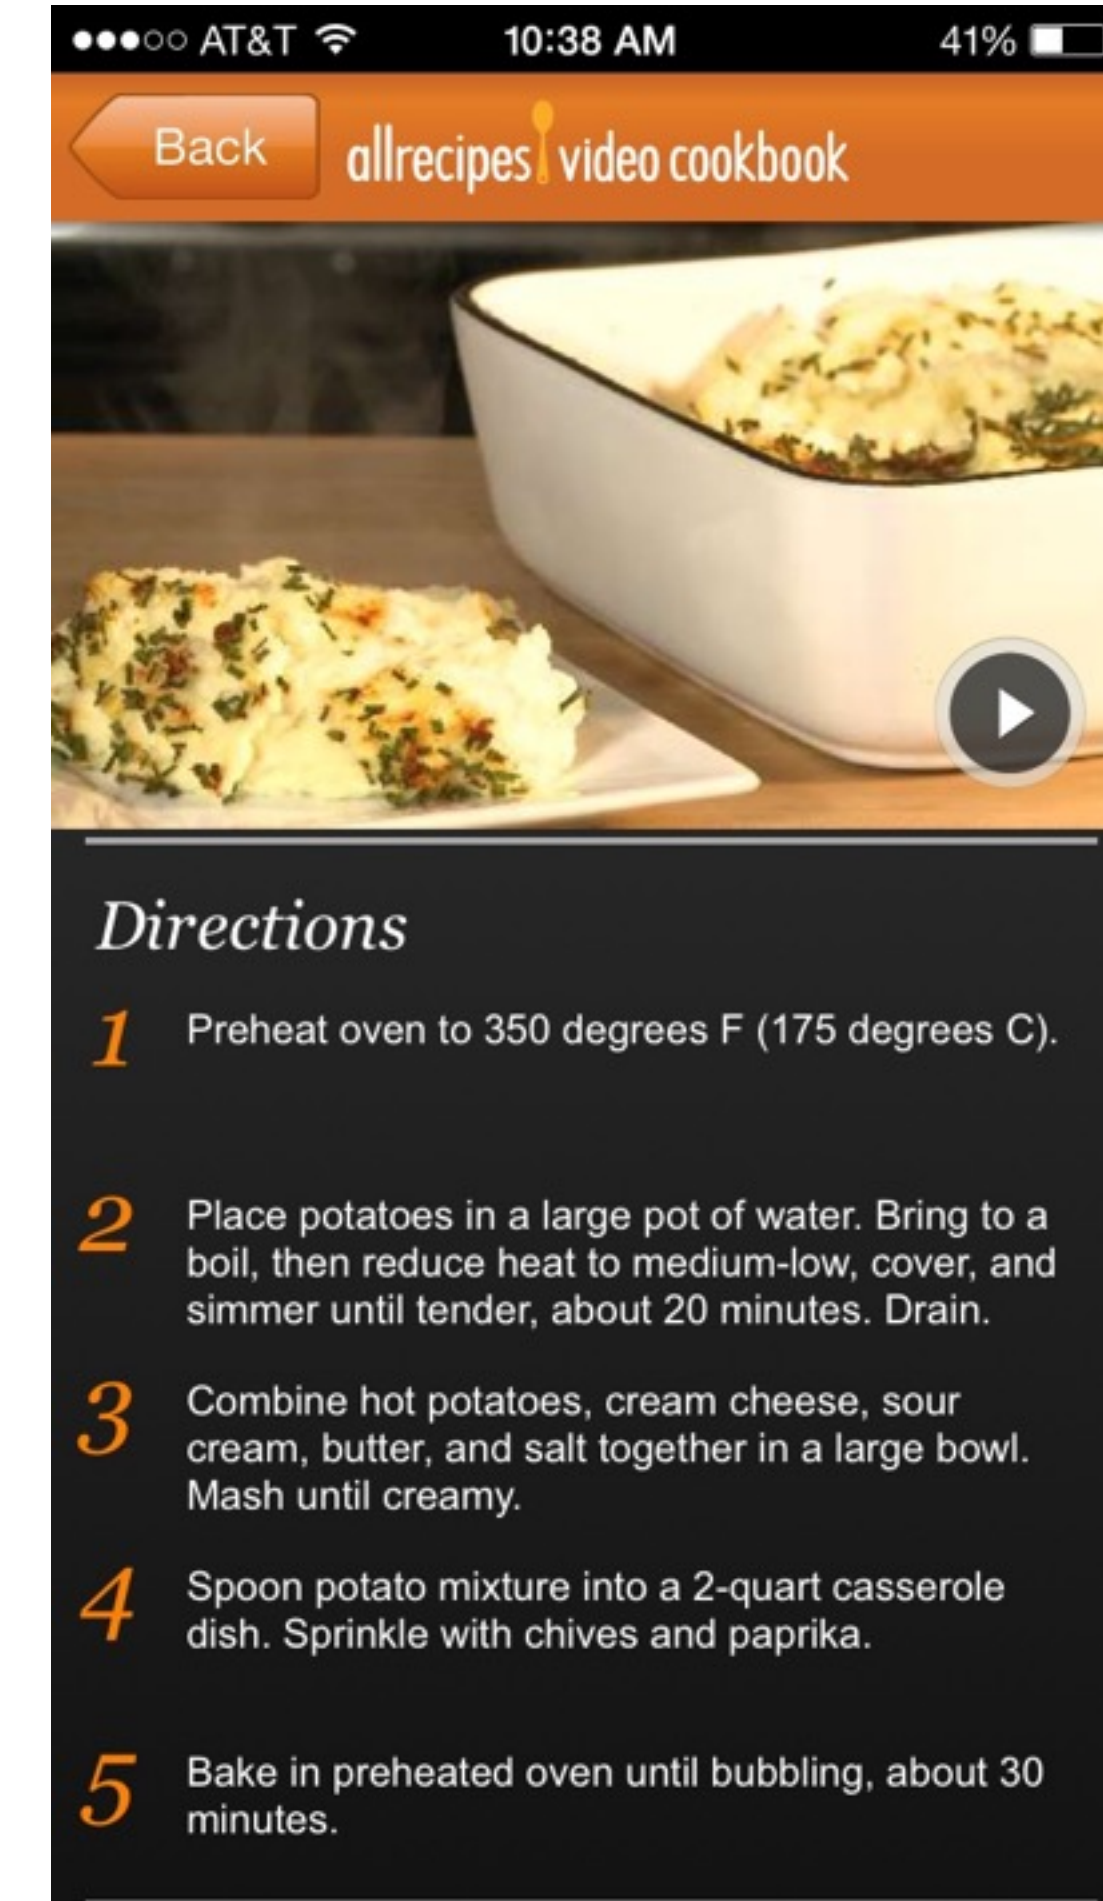 AT&T 10:38 AM 41%
Back allrecipes video cookbook
Directions
1 Preheat oven to 350 degrees F (175 degrees C).
2 Place potatoes in a large pot of water. Bring to a
boil, then reduce heat to medium-low, cover, and
simmer until tender, about 20 minutes. Drain.
3 Combine hot potatoes, cream cheese, sour
cream, butter, and salt together in a large bowl.
Mash until creamy.
4 Spoon potato mixture into a 2-quart casserole
dish. Sprinkle with chives and paprika.
5 Bake in preheated oven until bubbling, about 30
minutes.